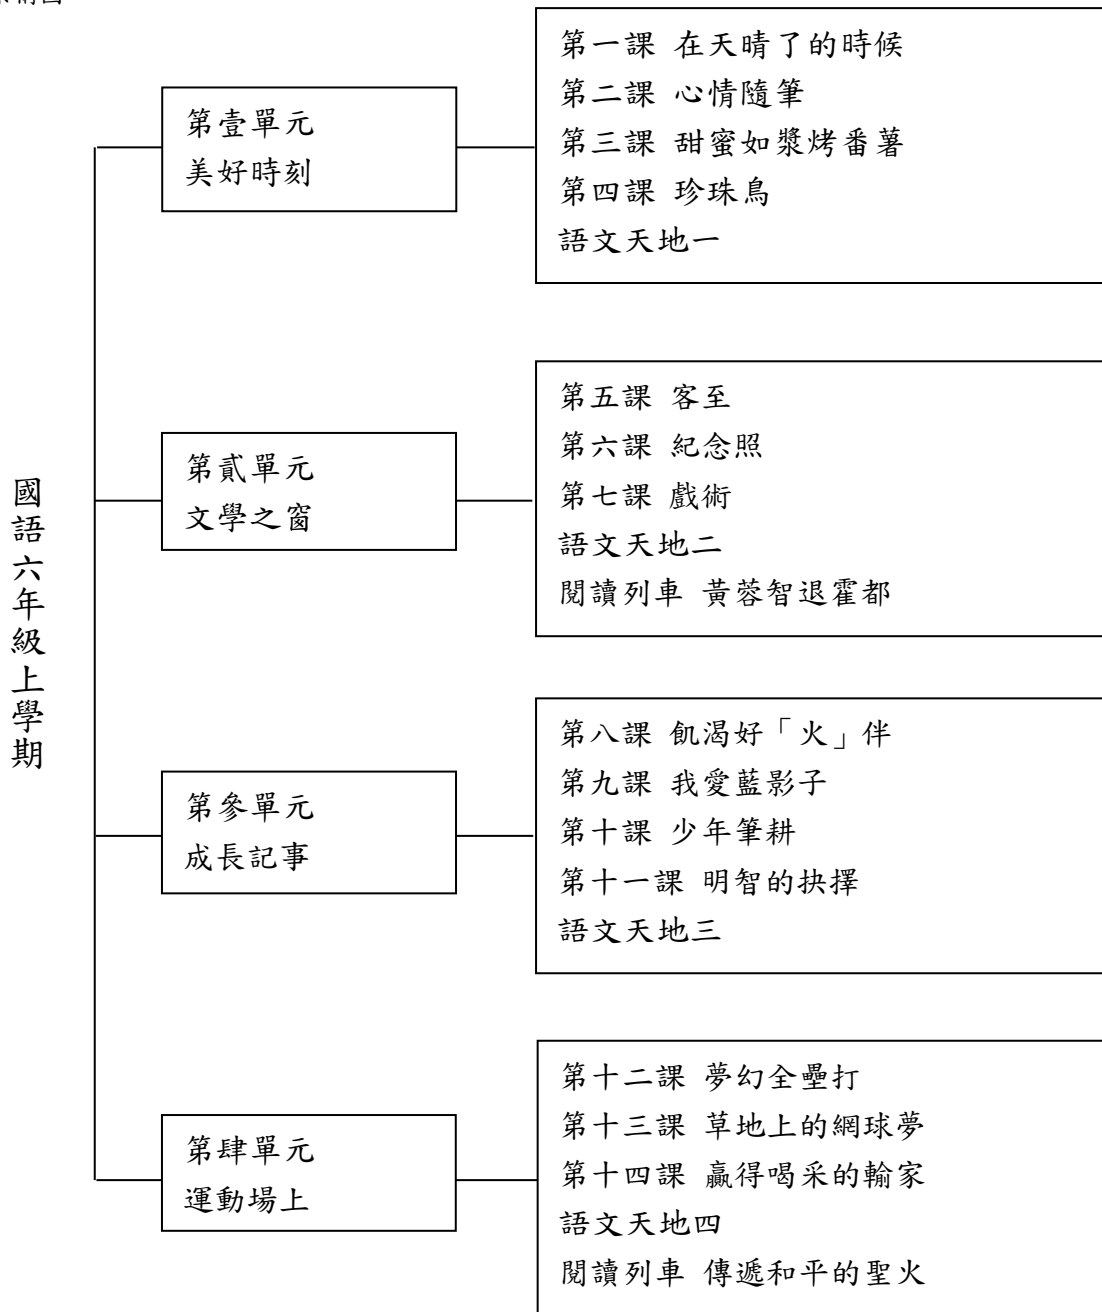 國語六年級上學期
第壹單元
美好時刻
第一課 在天晴了的時候
第二課 心情隨筆
第三課 甜蜜如漿烤番薯
第四課 珍珠鳥
語文天地一
第貳單元
文學之窗
第五課 客至
第六課 紀念照
第七課 戲術
語文天地二
閱讀列車 黃蓉智退霍都
第參單元
成長記事
第八課 飢渴好「火」伴
第九課 我愛藍影子
第十課 少年筆耕
第十一課 明智的抉擇
語文天地三
第肆單元
運動場上
第十二課 夢幻全壘打
第十三課 草地上的網球夢
第十四課 贏得喝采的輸家
語文天地四
閱讀列車 傳遞和平的聖火